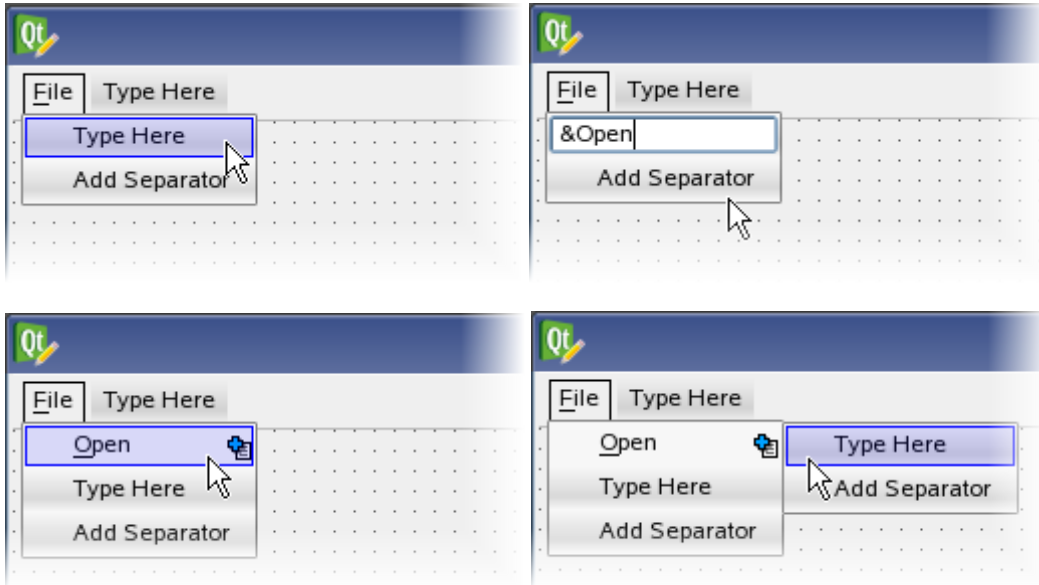 Qt
File Type Here
Type Here
Add Separator
Qt
File Type Here
&Open
Add Separator
Qt
File Type Here
Open
Type Here
Add Separator
Qt
File Type Here
Open
Type Here
Add Separator
Type Here
Add Separator